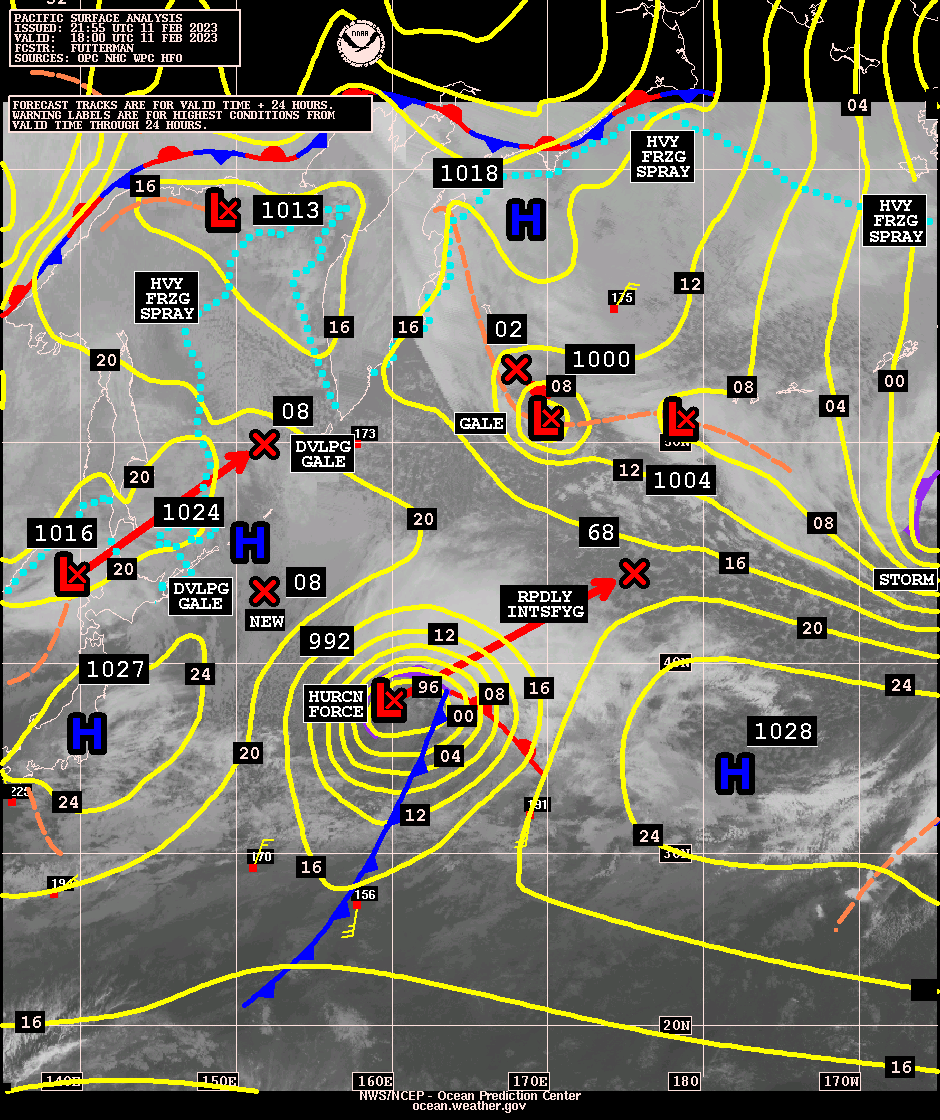 52
PACIFIC SURFACE ANALYSIS
ISSUED: 21:55 UTC 11 FEB 2023
VALID: 18:00 UTC 11 FEB 2023
FCSTR: FUTTERMAN
SOURCES: OPC NHC WPC HFO
NOAA
FORECAST TRACKS ARE FOR VALID TIME + 24 HOURS.
WARNING LABELS ARE FOR HIGHEST CONDITIONS FROM
VALID TIME THROUGH 24 HOURS.
04
HVY
FRZG
SPRAY
1018
16
L
1013
H
HVY
FRZG
SPRAY
HVY
FRZG
SPRAY
12
175
16
16
02
1000
20
08
08
00
04
08
L
L
GALE
50N
173
DVLPG
GALE
12
1004
20
1024
20
08
1016
68
H
16
L
20
STORM
08
DVLPG
GALE
NEW
RPDLY
INTSFYG
20
992
12
40N
1027
24
24
96
08
16
HURCN
FORCE
L
00
H
1028
20
04
H
225
24
191
12
24
30N
170
16
194
156
16
20N
16
140E
150E
160E
170E
180
170W
NWS/NCEP - Ocean Prediction Center
ocean.weather.gov